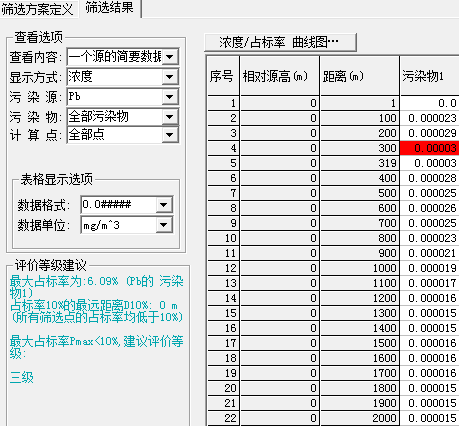 筛选方案定义 筛选结果
查看选项
查看内容: 一个源的简要数据
显示方式: 浓度
污 染 源: Pb
污 染 物: 全部污染物
计 算 点: 全部点
表格显示选项
数据格式: 0.0#####
数据单位: mg/m^3
评价等级建议
最大占标率为:6.09% (Pb的 污染
物1)
占标率10%的最远距离D10%: 0 m
(所有筛选点的占标率均低于10%)
最大占标率Pmax<10%,建议评价等
级:
三级
浓度/占标率 曲线图…
序号 相对源高(m) 距离(m) 污染物1
1 0 1 0.0
2 0 100 0.000023
3 0 200 0.000029
4 0 300 0.00003
5 0 319 0.00003
6 0 400 0.000028
7 0 500 0.000025
8 0 600 0.000026
9 0 700 0.000025
10 0 800 0.000023
11 0 900 0.000021
12 0 1000 0.000019
13 0 1100 0.000017
14 0 1200 0.000016
15 0 1300 0.000015
16 0 1400 0.000015
17 0 1500 0.000016
18 0 1600 0.000016
19 0 1700 0.000016
20 0 1800 0.000015
21 0 1900 0.000015
22 0 2000 0.000015